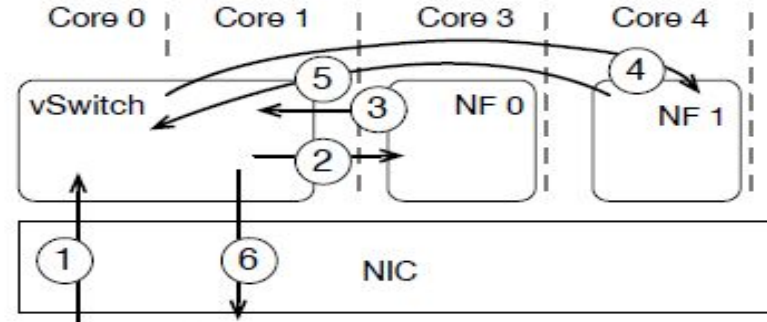 Core 0 Core 1 Core 3 Core 4
5 4
vSwitch 3 NF 0 NF 1
2
1 6 NIC